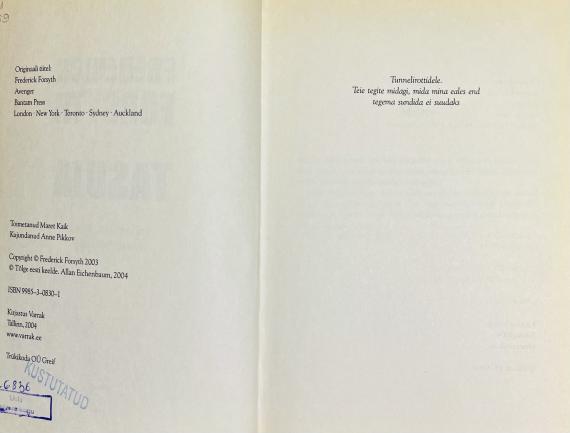 Originaali tiitel:
Frederick Forsyth
Avenger
Bantam Press
London · New York · Toronto · Sydney · Auckland
Toimetanud Maret Kaik
Kujundanud Anne Pikkov
Copyright © Frederick Forsyth 2003
© Tõlge eesti keelde. Allan Eichenbaum, 2004
ISBN 9985–3–0830–1
Kirjastus Varrak
Tallinn, 2004
www.varrak.ee
Trükikoda OÜ Greif
KUSTUTATUD
6836
Tunnelirottidele.
Teie tegite midagi, mida mina eales end
tegema sundida ei suudaks